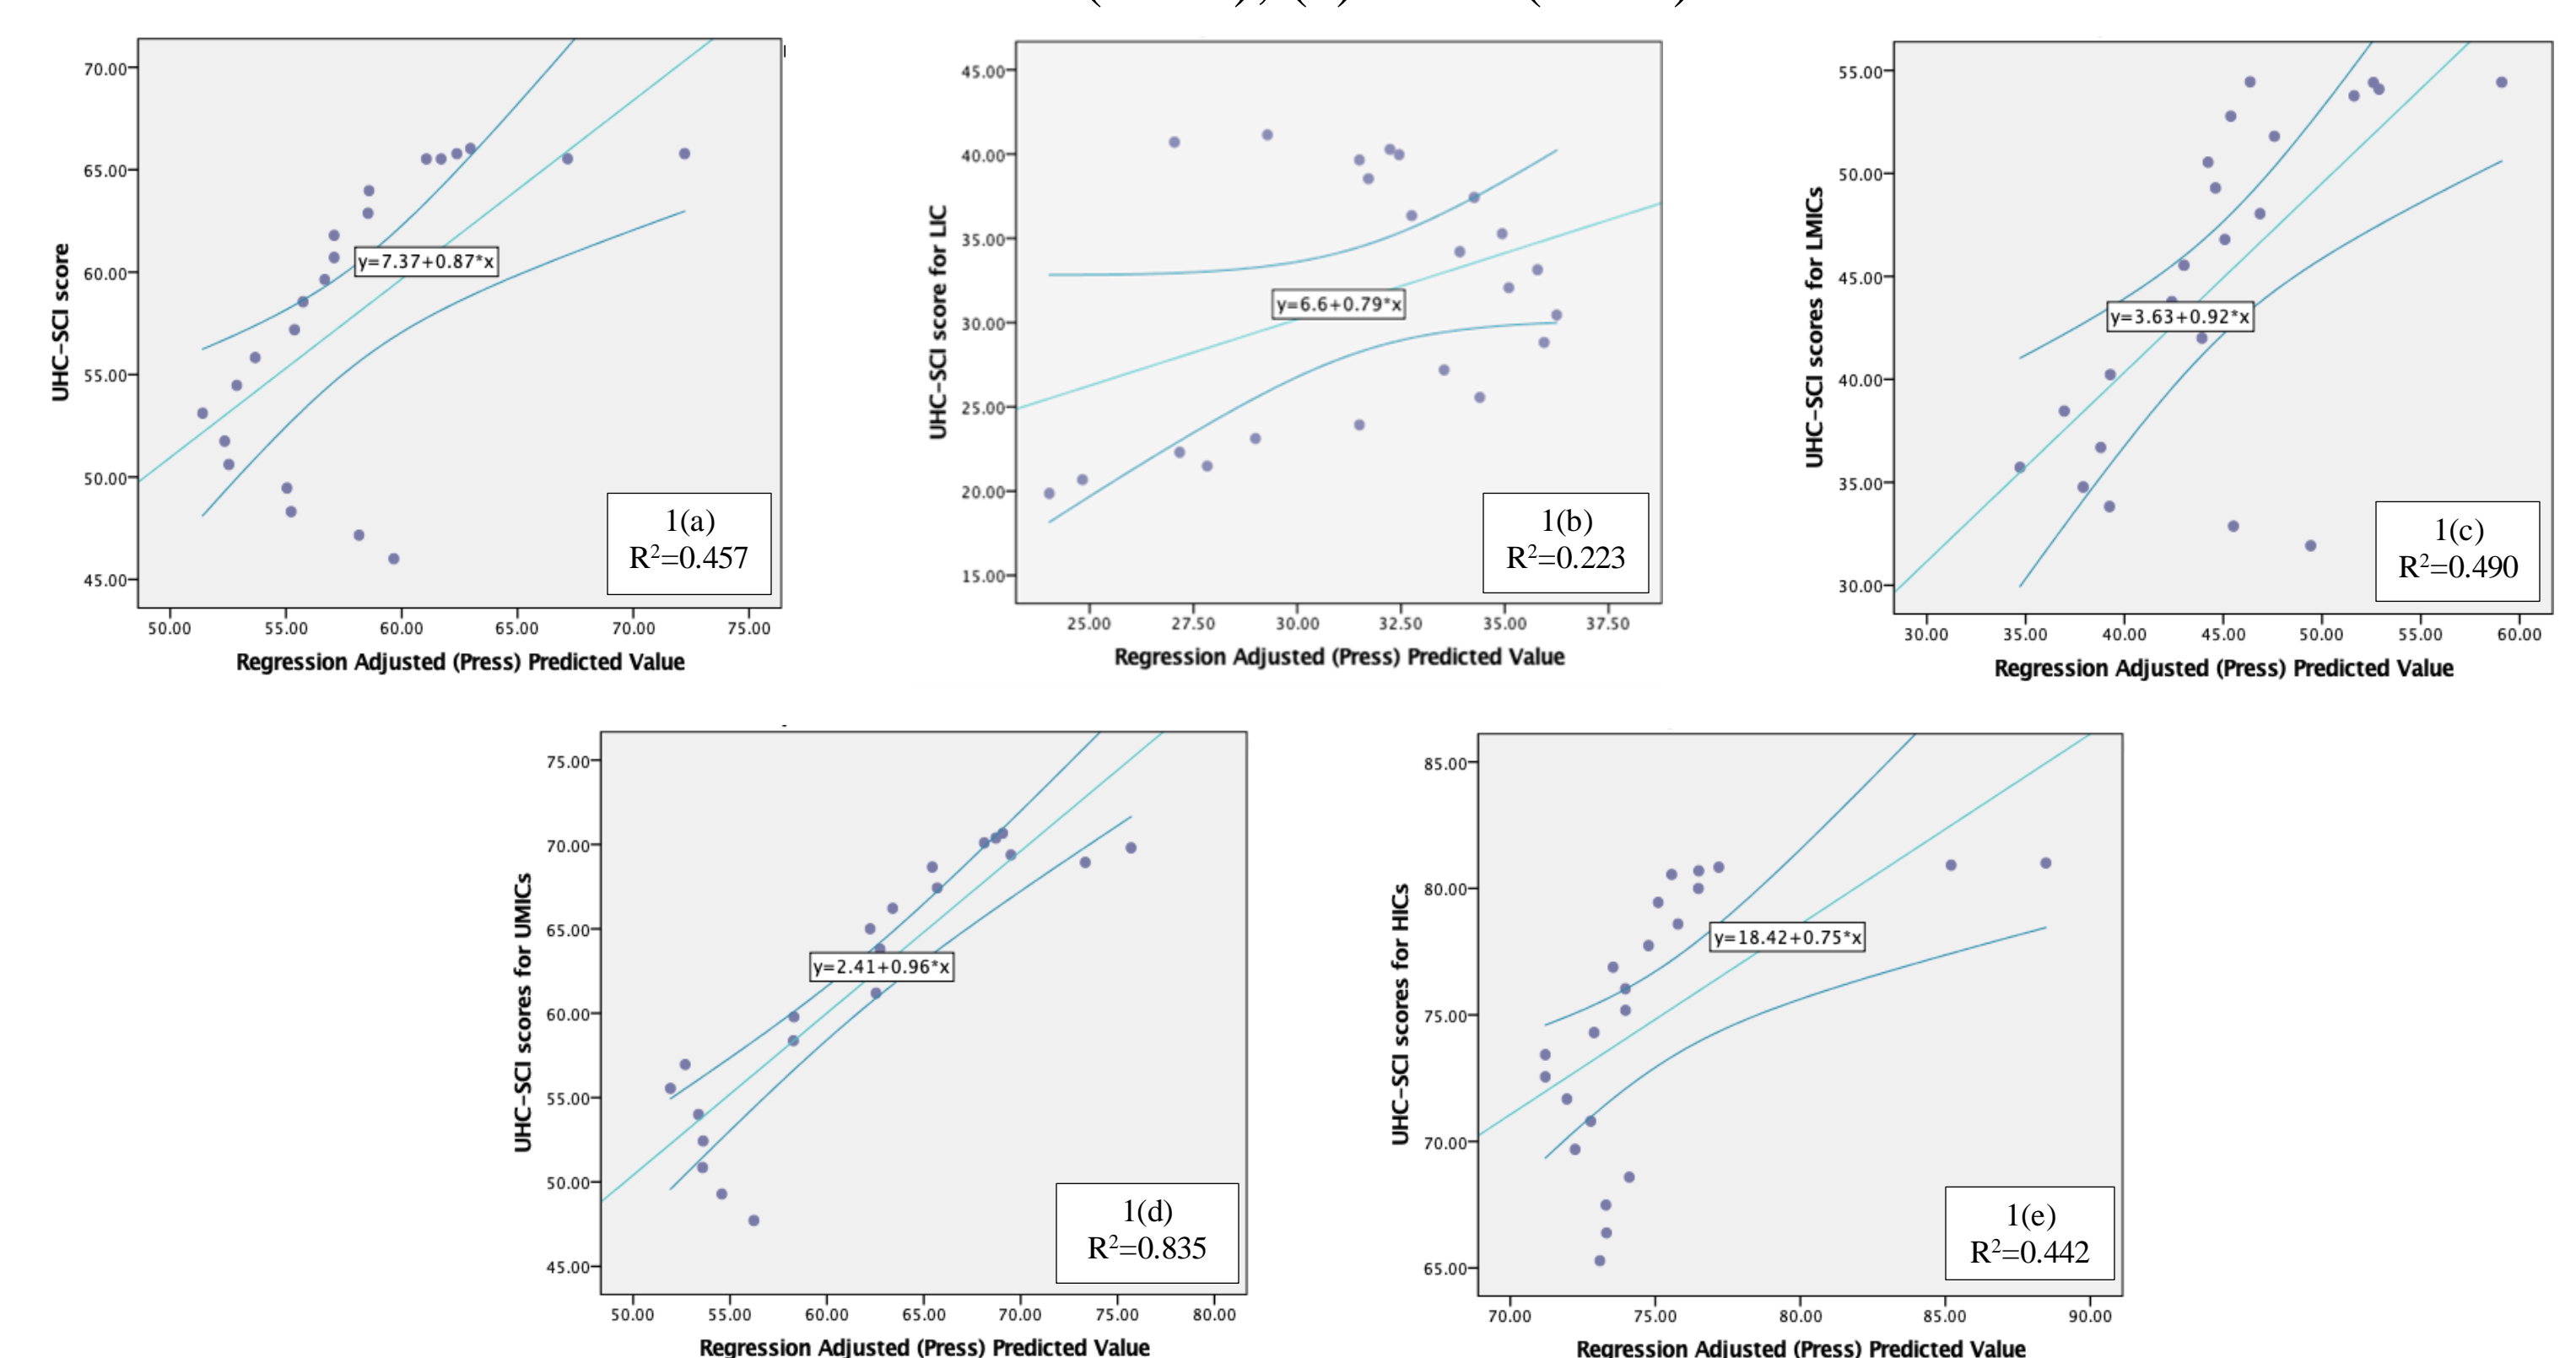 70.00
65.00
60.00
55.00
50.00
45.00
UHC-SCI score
y=7.37+0.87*x
1(a)
R²=0.457
50.00 55.00 60.00 65.00 70.00 75.00
Regression Adjusted (Press) Predicted Value
45.00
40.00
35.00
30.00
25.00
20.00
15.00
UHC-SCI score for LIC
y=6.6+0.79*x
1(b)
R²=0.223
25.00 27.50 30.00 32.50 35.00 37.50
Regression Adjusted (Press) Predicted Value
55.00
50.00
45.00
40.00
35.00
30.00
UHC-SCI scores for LMICs
y=3.63+0.92*x
1(c)
R²=0.490
30.00 35.00 40.00 45.00 50.00 55.00 60.00
Regression Adjusted (Press) Predicted Value
75.00
70.00
65.00
60.00
55.00
50.00
45.00
UHC-SCI scores for UMICs
y=2.41+0.96*x
1(d)
R²=0.835
50.00 55.00 60.00 65.00 70.00 75.00 80.00
Regression Adjusted (Press) Predicted Value
85.00
80.00
75.00
70.00
65.00
UHC-SCI scores for HICs
y=18.42+0.75*x
1(e)
R²=0.442
70.00 75.00 80.00 85.00 90.00
Regression Adjusted (Press) Predicted Value